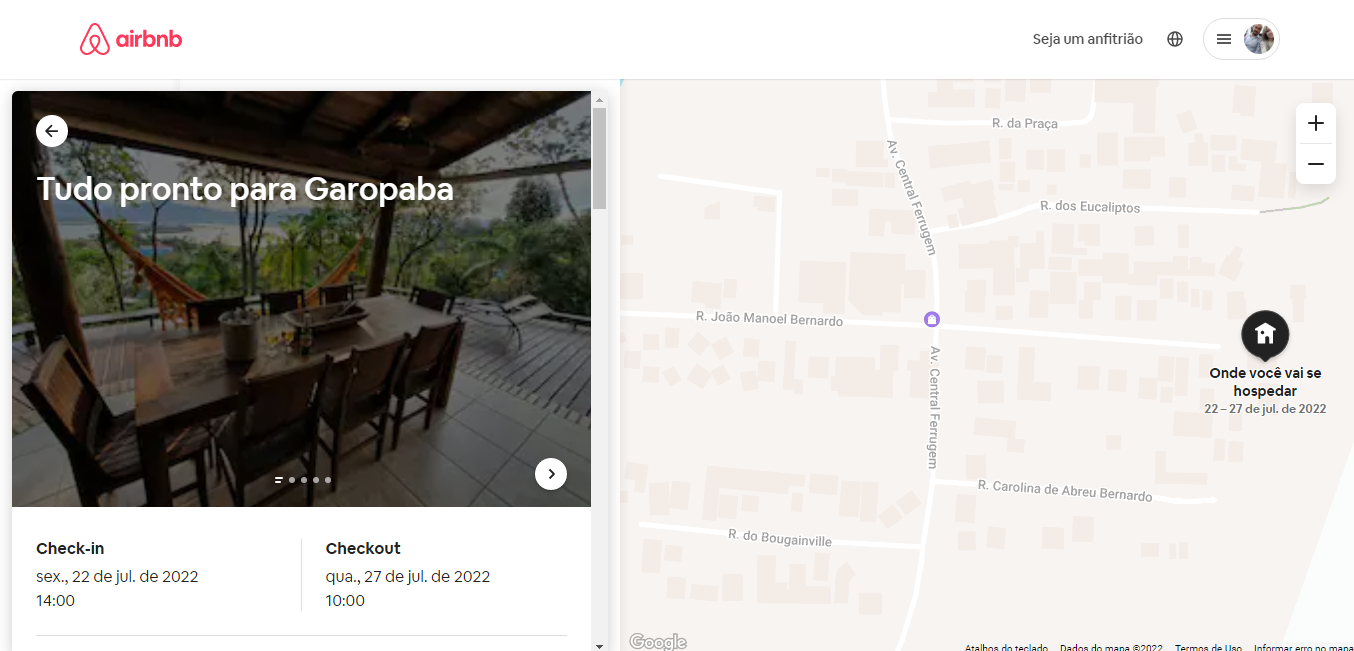 airbnb
Seja um anfitrião
Tudo pronto para Garopaba
Check-in
sex., 22 de jul. de 2022
14:00
Checkout
qua., 27 de jul. de 2022
10:00
R. da Praça
Av. Central Ferrugem
R. dos Eucaliptos
R. João Manoel Bernardo
Onde você vai se
hospedar
22 – 27 de jul. de 2022
Av. Central Ferrugem
R. Carolina de Abreu Bernardo
R. do Bougainville
Google
Atalhos do teclado
Dados do mapa ©2022
Termos de Uso
Informar erro no mapa